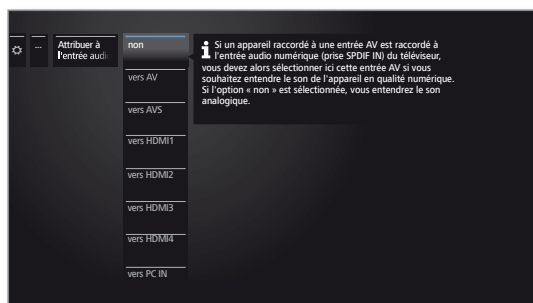 ...
Attribuer à
l'entrée audio
non
Si un appareil raccordé à une entrée AV est raccordé à
l'entrée audio numérique (prise SPDIF IN) du téléviseur,
vous devez alors sélectionner ici cette entrée AV si vous
souhaitez entendre le son de l'appareil en qualité numérique.
Si l'option « non » est sélectionnée, vous entendrez le son
analogique.
vers AV
vers AVS
vers HDMI1
vers HDMI2
vers HDMI3
vers HDMI4
vers PC IN